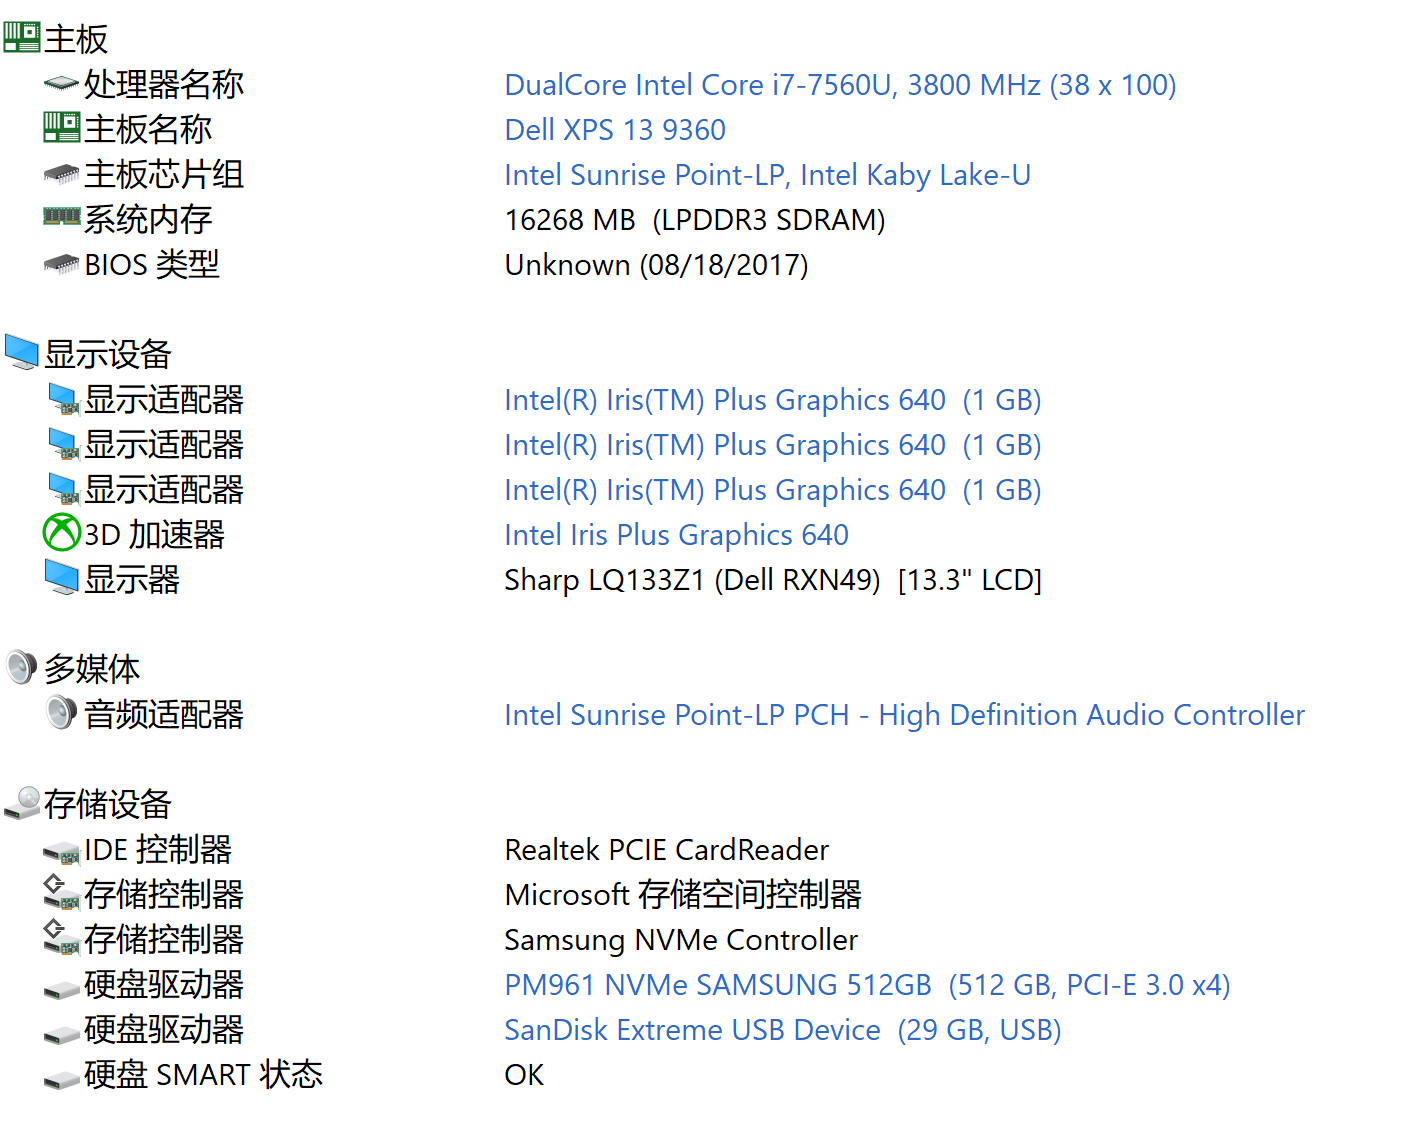 主板
处理器名称 DualCore Intel Core i7-7560U, 3800 MHz (38 x 100)
主板名称 Dell XPS 13 9360
主板芯片组 Intel Sunrise Point-LP, Intel Kaby Lake-U
系统内存 16268 MB (LPDDR3 SDRAM)
BIOS 类型 Unknown (08/18/2017)
显示设备
显示适配器 Intel(R) Iris(TM) Plus Graphics 640 (1 GB)
显示适配器 Intel(R) Iris(TM) Plus Graphics 640 (1 GB)
显示适配器 Intel(R) Iris(TM) Plus Graphics 640 (1 GB)
3D 加速器 Intel Iris Plus Graphics 640
显示器 Sharp LQ133Z1 (Dell RXN49) [13.3" LCD]
多媒体
音频适配器 Intel Sunrise Point-LP PCH - High Definition Audio Controller
存储设备
IDE 控制器 Realtek PCIE CardReader
存储控制器 Microsoft 存储空间控制器
存储控制器 Samsung NVMe Controller
硬盘驱动器 PM961 NVMe SAMSUNG 512GB (512 GB, PCI-E 3.0 x4)
硬盘驱动器 SanDisk Extreme USB Device (29 GB, USB)
硬盘 SMART 状态 OK